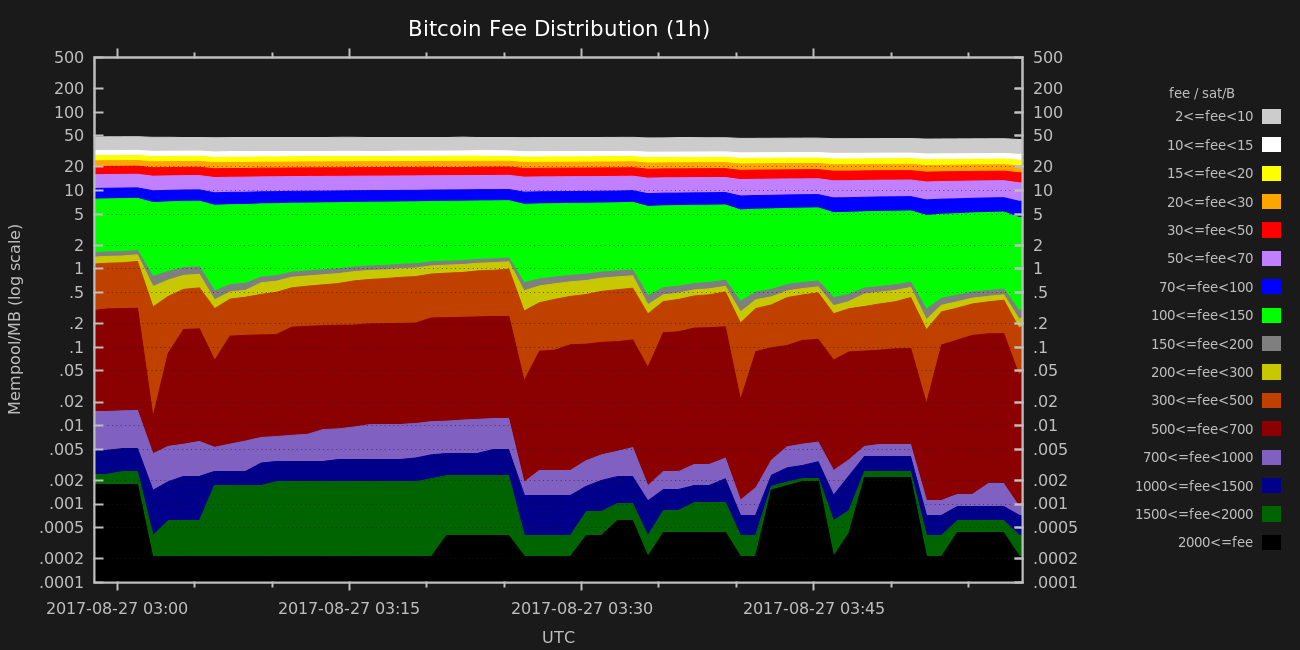 Bitcoin Fee Distribution (1h)
500
200
100
50
20
10
5
2
1
.5
.2
.1
.05
.02
.01
.005
.002
.001
.0005
.0002
.0001
Mempool/MB (log scale)
500
200
100
50
20
10
5
2
1
.5
.2
.1
.05
.02
.01
.005
.002
.001
.0005
.0002
.0001
2017-08-27 03:00
2017-08-27 03:15
2017-08-27 03:30
2017-08-27 03:45
UTC
fee / sat/B
2<=fee<10
10<=fee<15
15<=fee<20
20<=fee<30
30<=fee<50
50<=fee<70
70<=fee<100
100<=fee<150
150<=fee<200
200<=fee<300
300<=fee<500
500<=fee<700
700<=fee<1000
1000<=fee<1500
1500<=fee<2000
2000<=fee